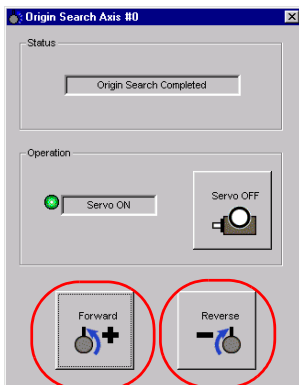 Origin Search Axis #0
Status
Origin Search Completed
Operation
Servo ON
Servo OFF
Forward
Reverse